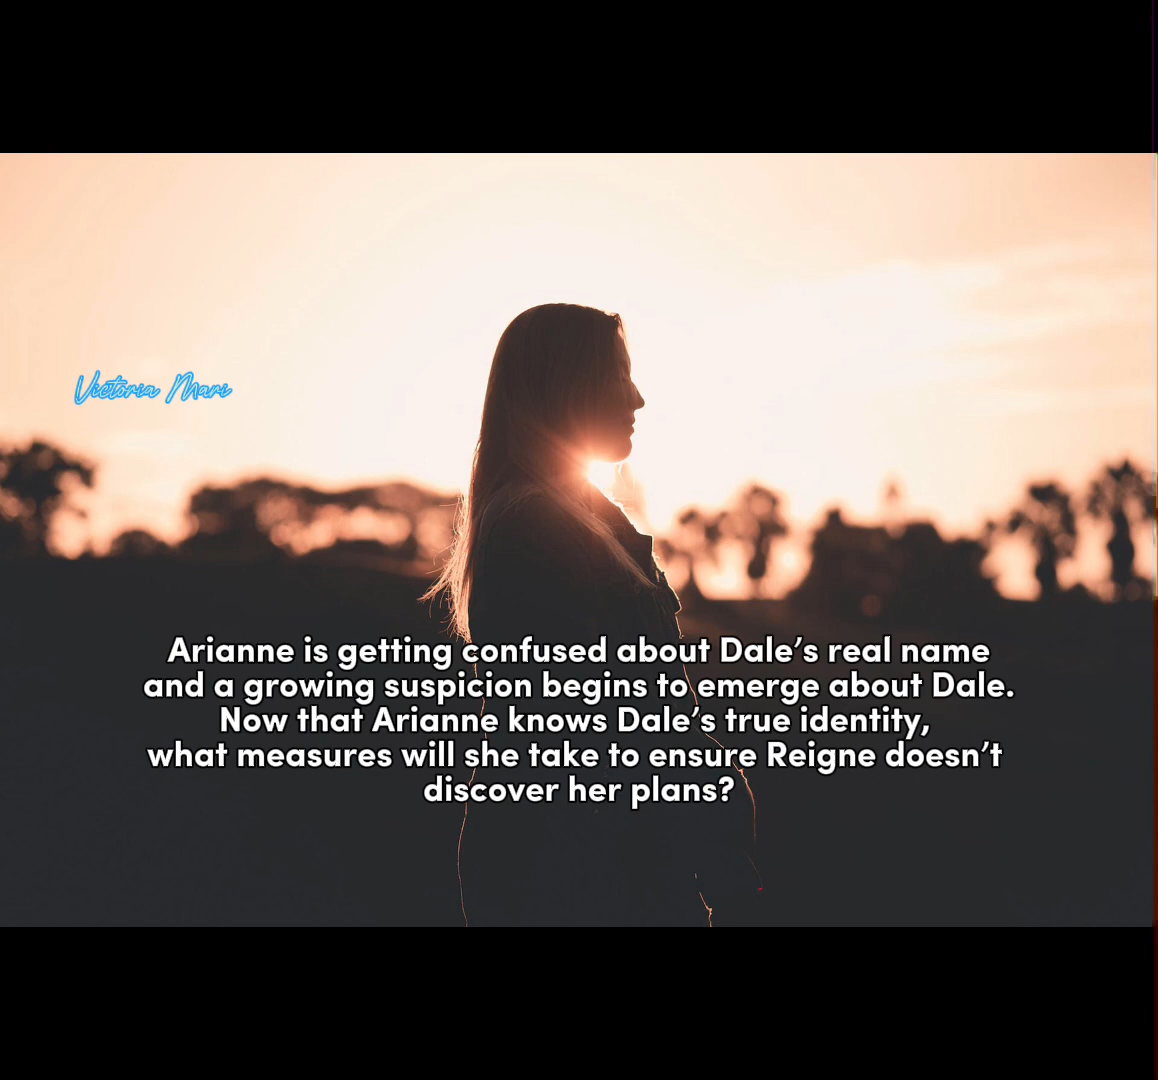 Victoria Mari
Arianne is getting confused about Dale’s real name
and a growing suspicion begins to emerge about Dale.
Now that Arianne knows Dale’s true identity,
what measures will she take to ensure Reigne doesn’t
discover her plans?